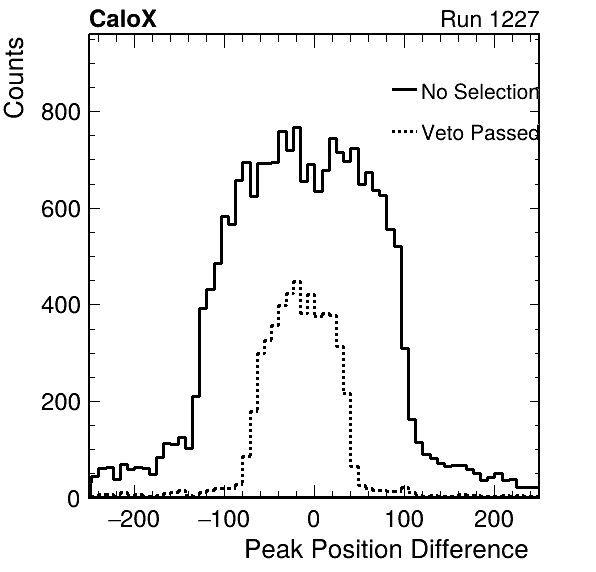 CaloX Run 1227
Counts
No Selection
Veto Passed
800
600
400
200
0
−200 −100 0 100 200
Peak Position Difference